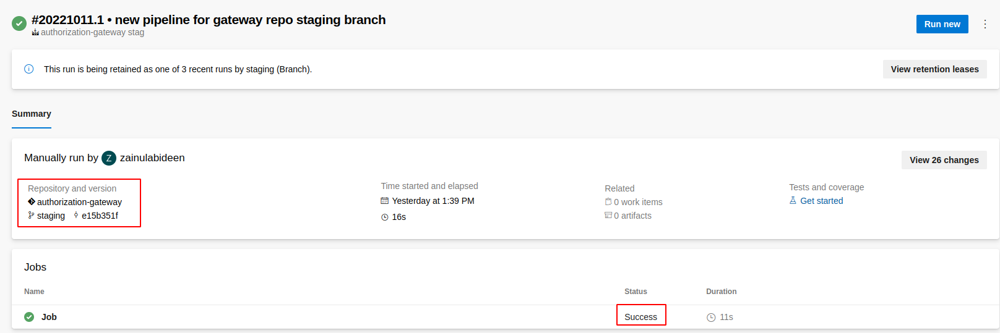 #20221011.1 • new pipeline for gateway repo staging branch
authorization-gateway stag
Run new
This run is being retained as one of 3 recent runs by staging (Branch).
View retention leases
Summary
Manually run by Z zainulabideen
View 26 changes
Repository and version
authorization-gateway
staging e15b351f
Time started and elapsed
Yesterday at 1:39 PM
16s
Related
0 work items
0 artifacts
Tests and coverage
Get started
Jobs
Name Status Duration
Job Success 11s